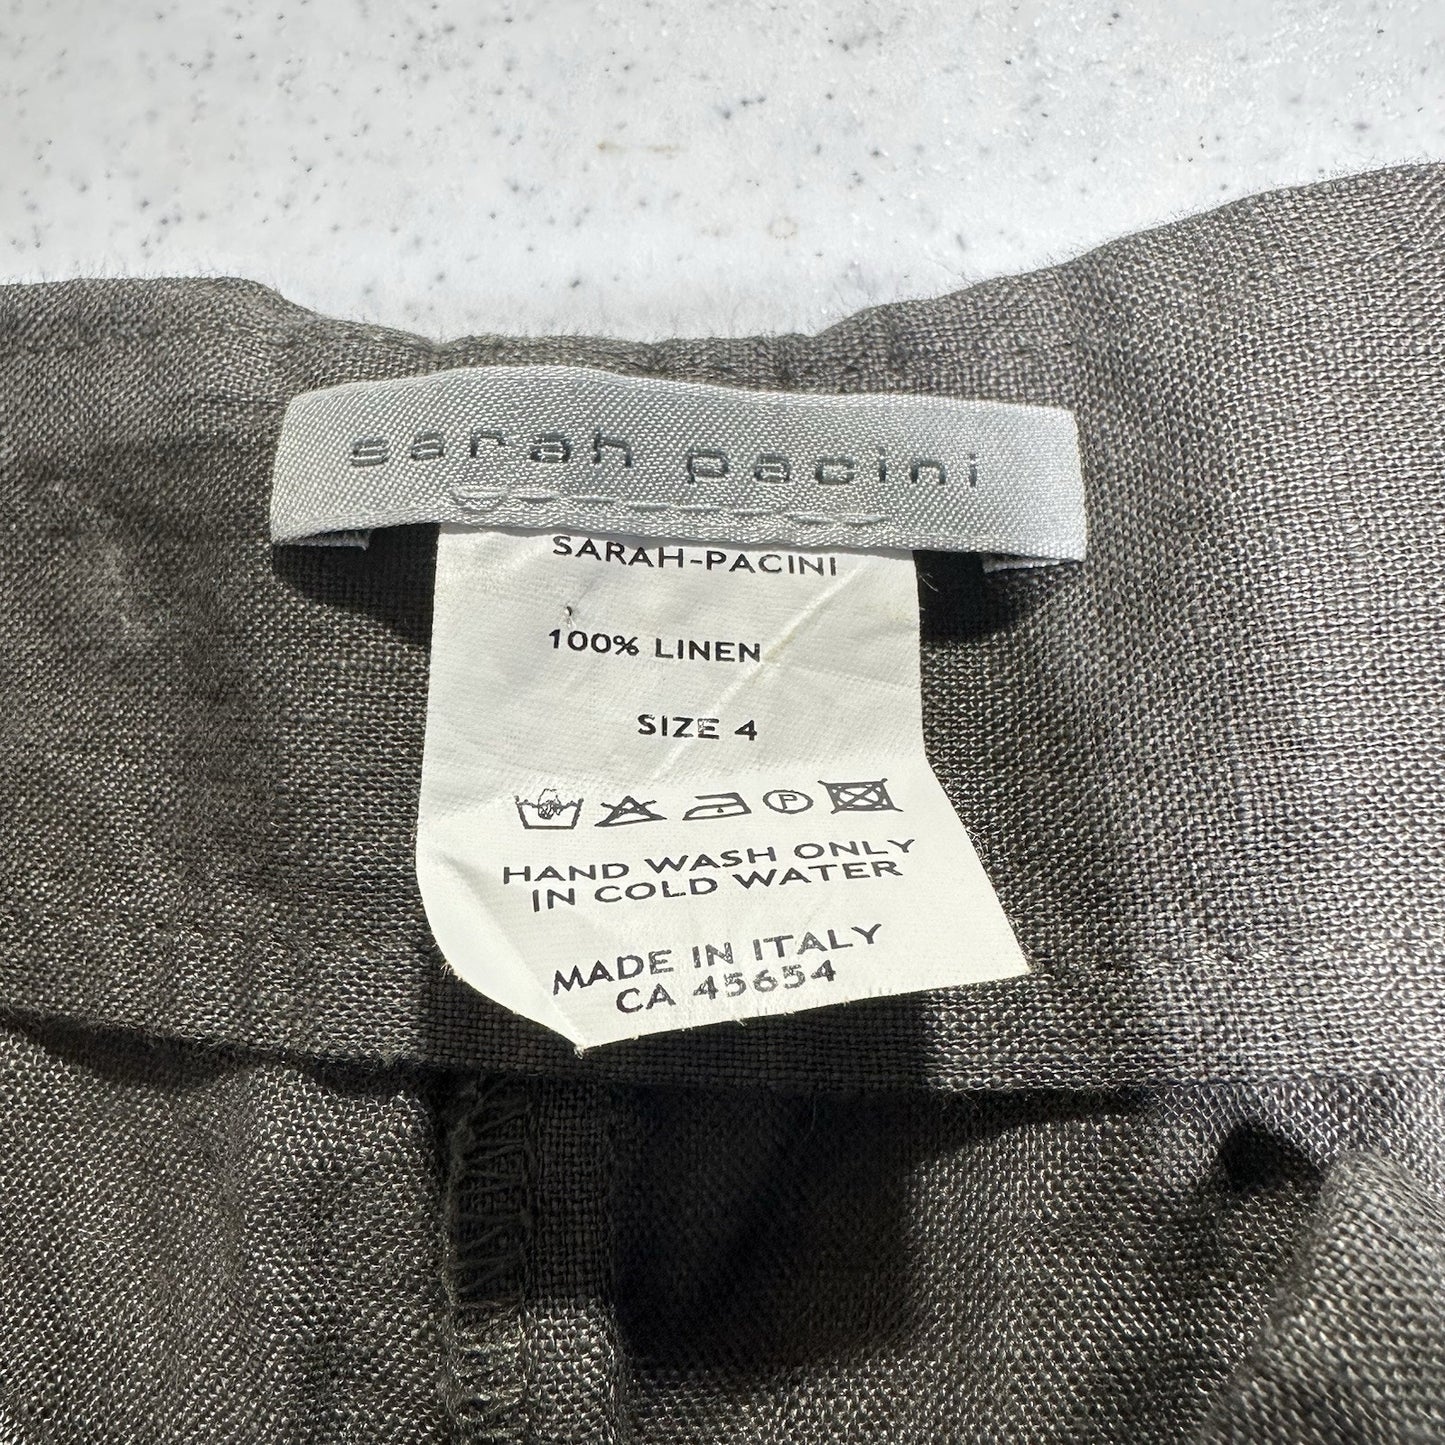 sarah pacini
SARAH-PACINI
100% LINEN
SIZE 4
P
HAND WASH ONLY
IN COLD WATER
MADE IN ITALY
CA 45654